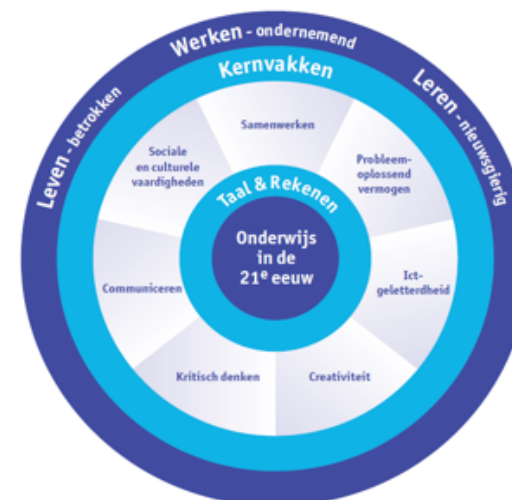 Werken - ondernemend
Leven - betrokken
Leren - nieuwsgierig
Kernvakken
Samenwerken
Sociale
en culturele
vaardigheden
Probleem-
oplossend
vermogen
Taal & Rekenen
Onderwijs
in de
21e eeuw
Communiceren
Ict-
geletterdheid
Kritisch denken
Creativiteit